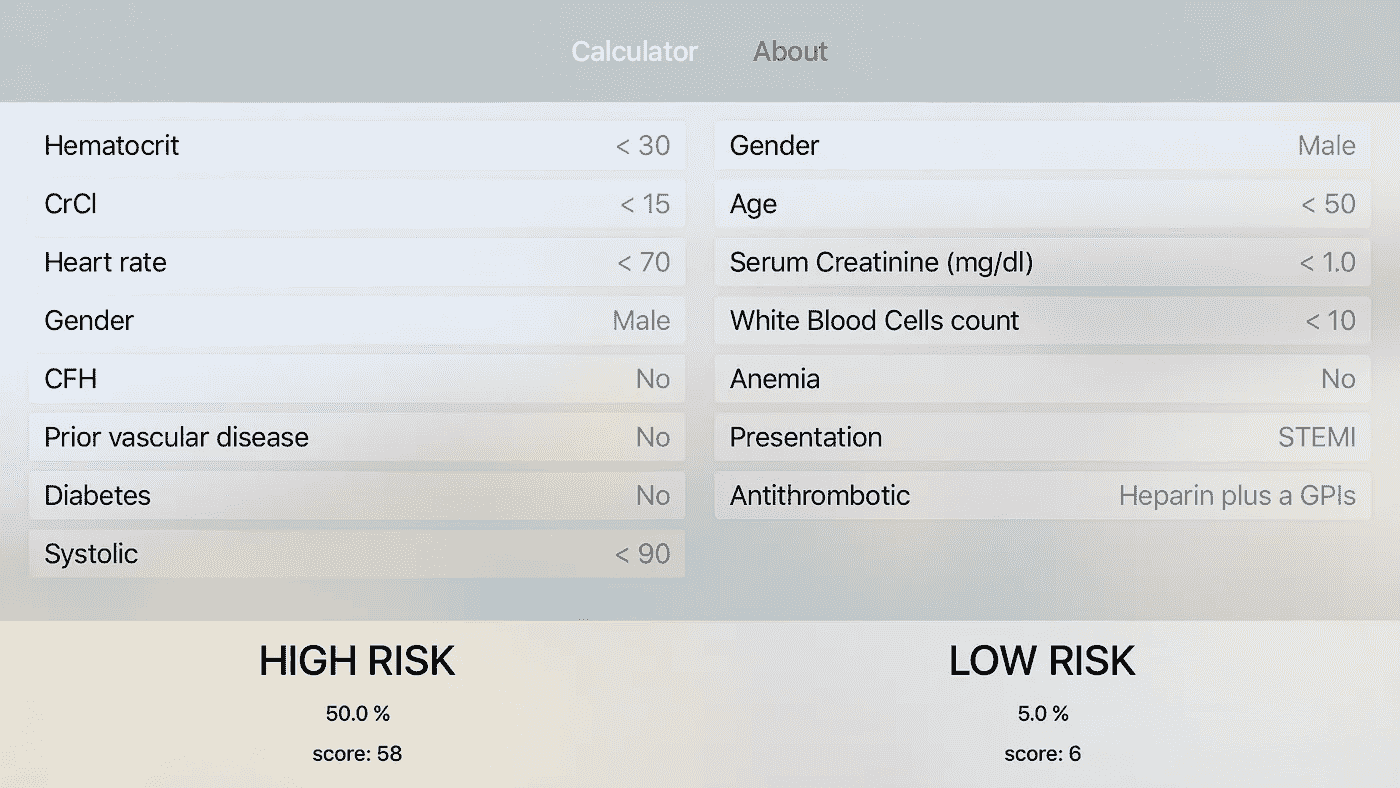 Calculator About
Hematocrit < 30
CrCl < 15
Heart rate < 70
Gender Male
CFH No
Prior vascular disease No
Diabetes No
Systolic < 90
Gender Male
Age < 50
Serum Creatinine (mg/dl) < 1.0
White Blood Cells count < 10
Anemia No
Presentation STEMI
Antithrombotic Heparin plus a GPIs
HIGH RISK
50.0 %
score: 58
LOW RISK
5.0 %
score: 6